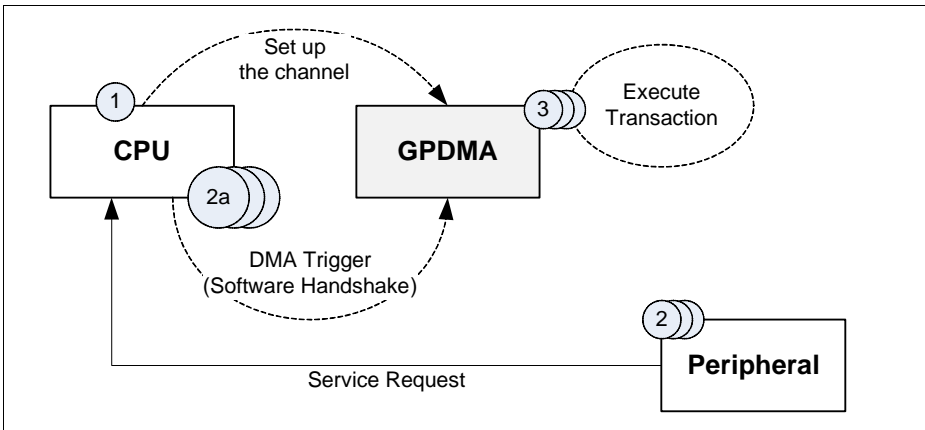 Set up
the channel
1
CPU
GPDMA
3
Execute
Transaction
2a
DMA Trigger
(Software Handshake)
2
Peripheral
Service Request